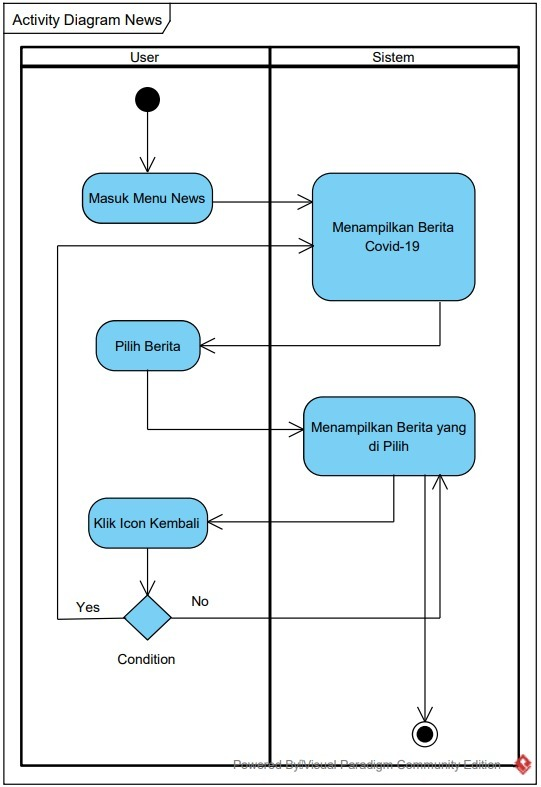 Activity Diagram News
User
Sistem
Masuk Menu News
Menampilkan Berita
Covid-19
Pilih Berita
Menampilkan Berita yang
di Pilih
Klik Icon Kembali
Yes
No
Condition
Powered By Visual Paradigm Community Edition